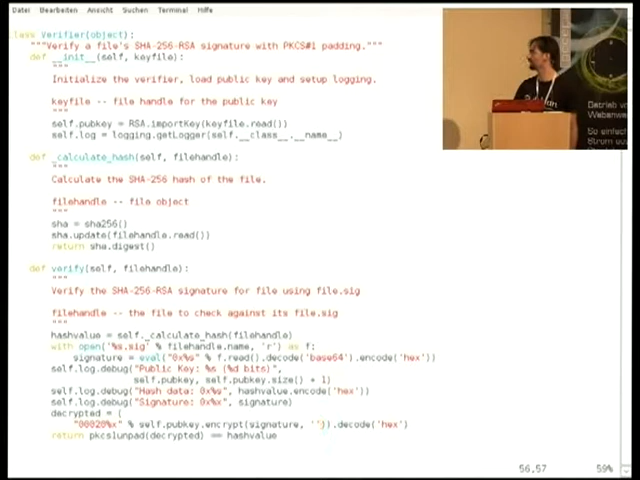 Datei Bearbeiten Ansicht Suchen Terminal Hilfe
class Verifier(object):
"""Verify a file's SHA-256-RSA signature with PKCS#1 padding."""
def __init__(self, keyfile):
"""
Initialize the verifier, load public key and setup logging.
keyfile -- file handle for the public key
"""
self.pubkey = RSA.importKey(keyfile.read())
self.log = logging.getLogger(self.__class__.__name__)
def _calculate_hash(self, filehandle):
"""
Calculate the SHA-256 hash of the file.
filehandle -- file object
"""
sha = sha256()
sha.update(filehandle.read())
return sha.digest()
def verify(self, filehandle):
"""
Verify the SHA-256-RSA signature for file using file.sig
filehandle -- the file to check against its file.sig
"""
hashvalue = self._calculate_hash(filehandle)
with open('%s.sig' % filehandle.name, 'r') as f:
signature = eval("0x%s" % f.read().decode('base64').encode('hex'))
self.log.debug("Public Key: %s (%d bits)",
self.pubkey, self.pubkey.size() + 1)
self.log.debug("Hash data: 0x%s", hashvalue.encode('hex'))
self.log.debug("Signature: 0x%x", signature)
decrypted = (
"00020%x" % self.pubkey.encrypt(signature, '')).decode('hex')
return pkcs1unpad(decrypted) == hashvalue
56,57 59%
Betrieb
Webanwe
So einfach
Strom aus